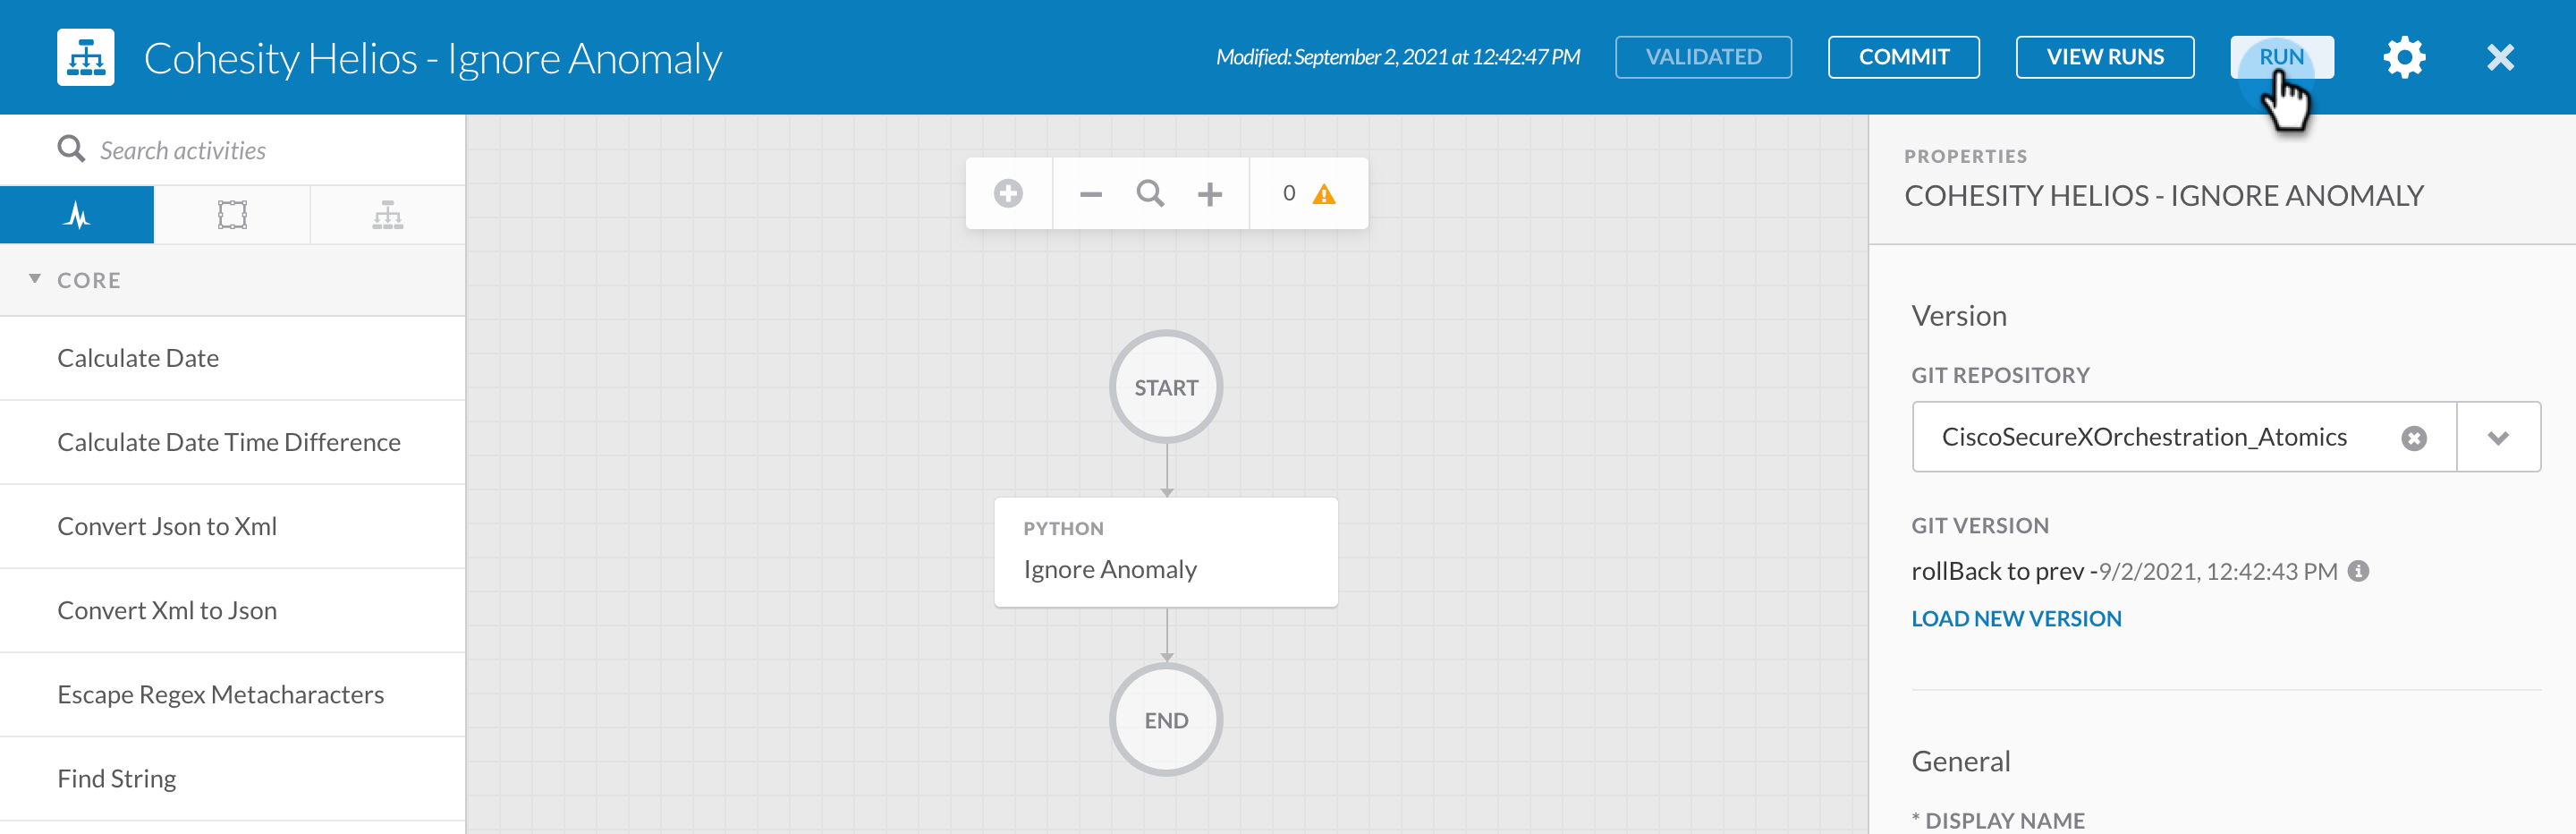 Cohesity Helios - Ignore Anomaly
Modified: September 2, 2021 at 12:42:47 PM
VALIDATED
COMMIT
VIEW RUNS
RUN
Search activities
CORE
Calculate Date
Calculate Date Time Difference
Convert Json to Xml
Convert Xml to Json
Escape Regex Metacharacters
Find String
0
START
PYTHON
Ignore Anomaly
END
PROPERTIES
COHESITY HELIOS - IGNORE ANOMALY
Version
GIT REPOSITORY
CiscoSecureXOrchestration_Atomics
GIT VERSION
rollBack to prev -9/2/2021, 12:42:43 PM
LOAD NEW VERSION
General
* DISPLAY NAME